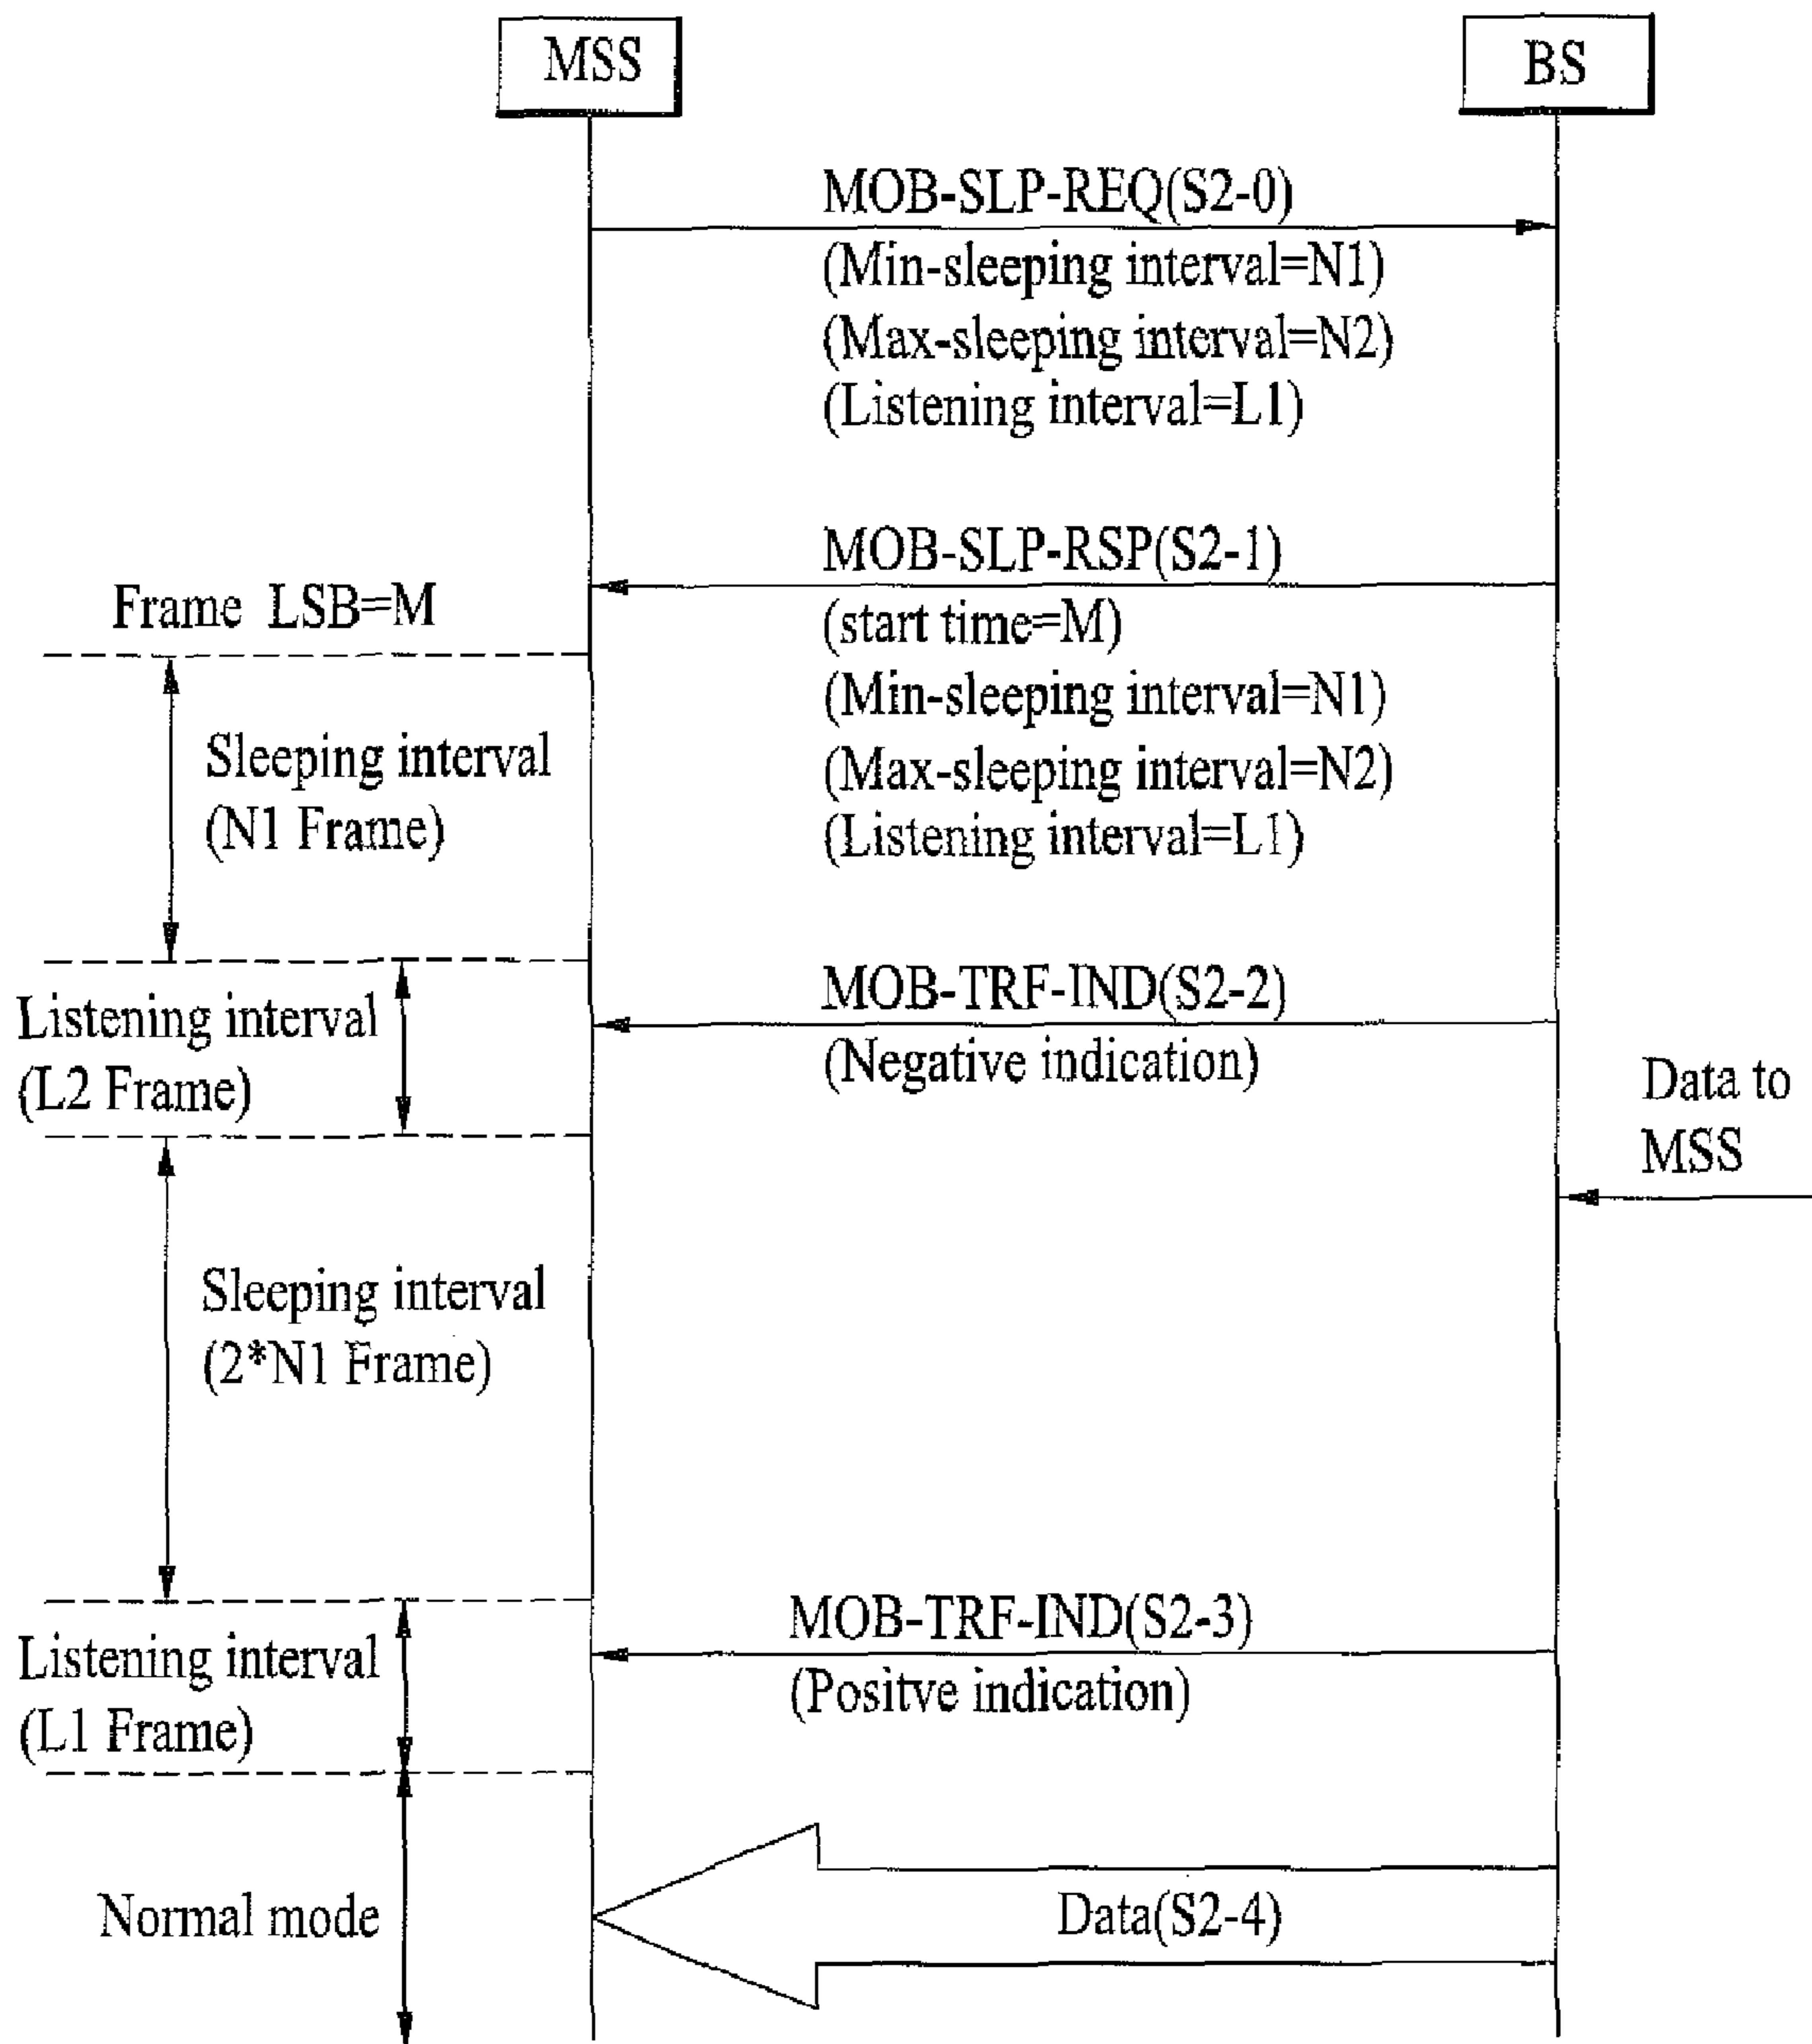 MSS
BS
MOB-SLP-REQ(S2-0)
(Min-sleeping interval=N1)
(Max-sleeping interval=N2)
(Listening interval=L1)
MOB-SLP-RSP(S2-1)
Frame LSB=M
(start time=M)
(Min-sleeping interval=N1)
(Max-sleeping interval=N2)
(Listening interval=L1)
Sleeping interval
(N1 Frame)
MOB-TRF-IND(S2-2)
(Negative indication)
Listening interval
(L2 Frame)
Data to
MSS
Sleeping interval
(2*N1 Frame)
MOB-TRF-IND(S2-3)
(Positve indication)
Listening interval
(L1 Frame)
Normal mode
Data(S2-4)